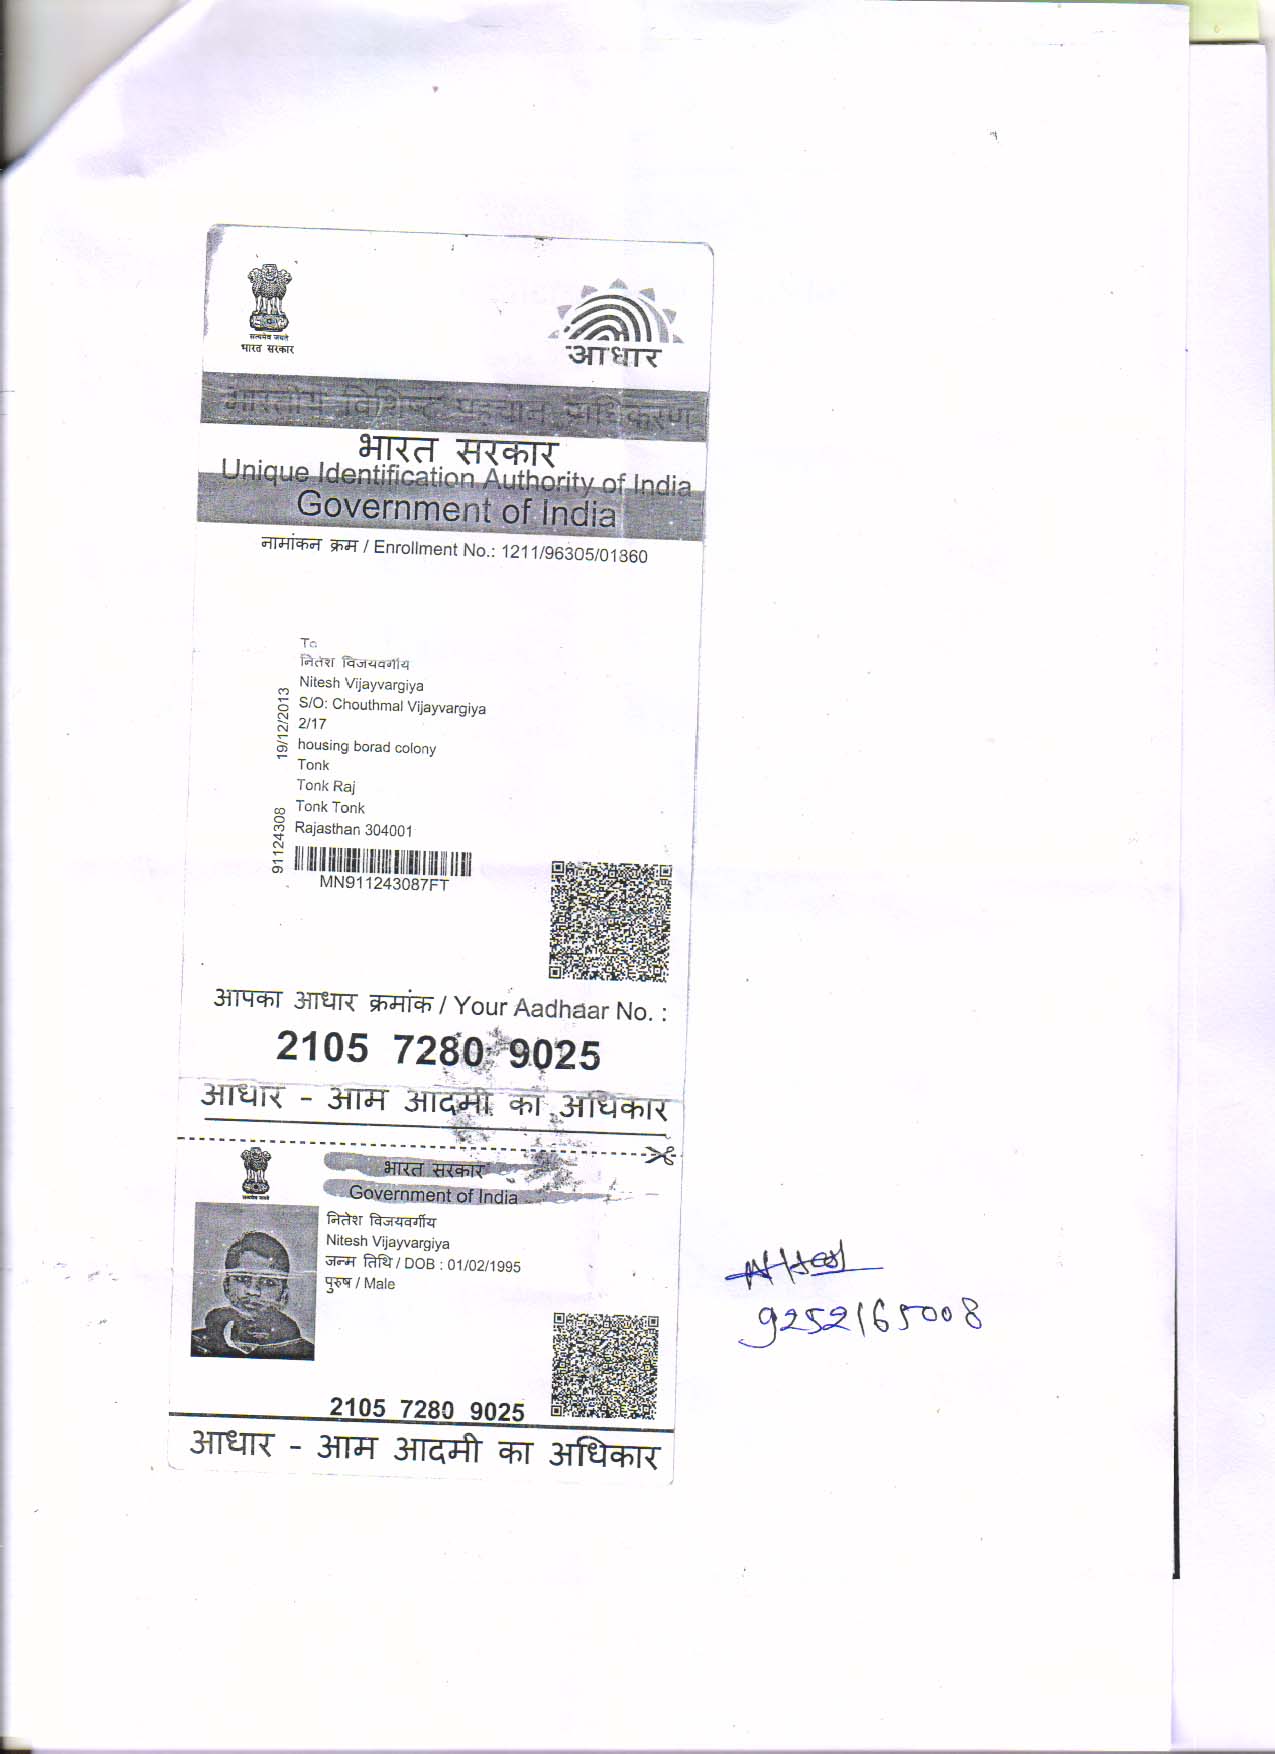 सत्यमेव जयते
भारत सरकार
आधार
भारतीय विशिष्ट पहचान प्राधिकरण
भारत सरकार
Unique Identification Authority of India
Government of India
नामांकन क्रम / Enrollment No.: 1211/96305/01860
To
नितेश विजयवर्गीय
Nitesh Vijayvargiya
S/O: Chouthmal Vijayvargiya
2/17
housing borad colony
Tonk
Tonk Raj
Tonk Tonk
Rajasthan 304001
19/12/2013
91124308
MN911243087FT
आपका आधार क्रमांक / Your Aadhaar No. :
2105 7280 9025
आधार - आम आदमी का अधिकार
भारत सरकार
Government of India
नितेश विजयवर्गीय
Nitesh Vijayvargiya
जन्म तिथि / DOB : 01/02/1995
पुरुष / Male
2105 7280 9025
आधार - आम आदमी का अधिकार
9252165008